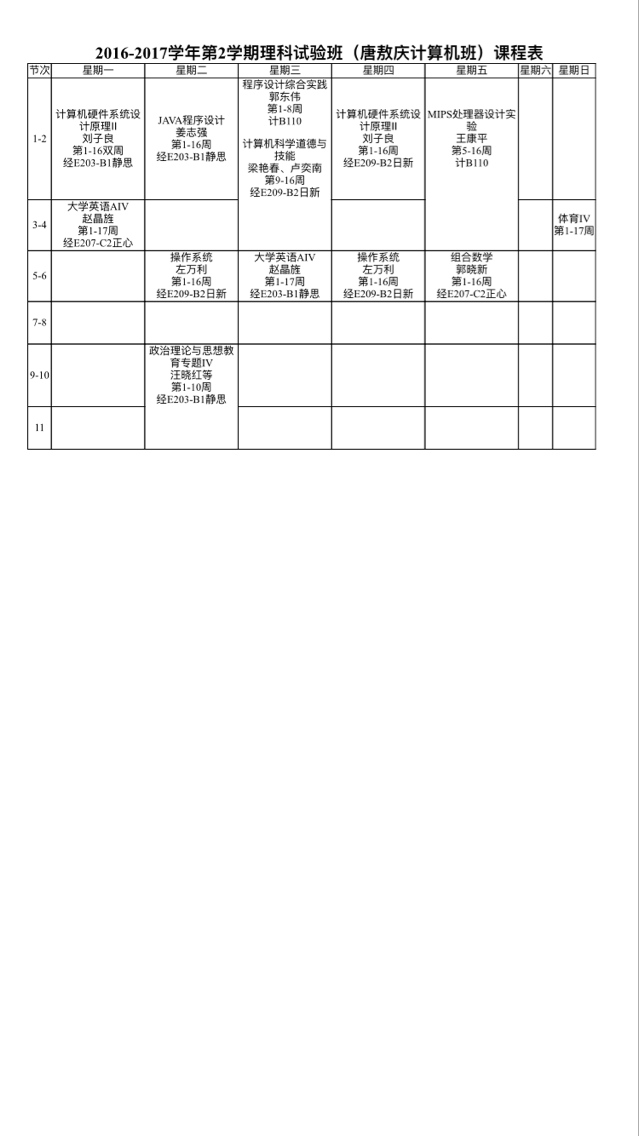 2016-2017学年第2学期理科试验班（唐敖庆计算机班）课程表
节次 星期一 星期二 星期三 星期四 星期五 星期六 星期日
1-2
计算机硬件系统设
计原理II
刘子良
第1-16双周
经E203-B1静思
JAVA程序设计
姜志强
第1-16周
经E203-B1静思
程序设计综合实践
郭东伟
第1-8周
计B110
计算机科学道德与
技能
梁艳春、卢奕南
第9-16周
经E209-B2日新
计算机硬件系统设
计原理II
刘子良
第1-16周
经E209-B2日新
MIPS处理器设计实
验
王康平
第5-16周
计B110
3-4
大学英语AIV
赵晶旌
第1-17周
经E207-C2正心
体育IV
第1-17周
5-6
操作系统
左万利
第1-16周
经E209-B2日新
大学英语AIV
赵晶旌
第1-17周
经E203-B1静思
操作系统
左万利
第1-16周
经E209-B2日新
组合数学
郭晓新
第1-16周
经E207-C2正心
7-8
9-10
政治理论与思想教
育专题IV
汪晓红等
第1-10周
经E203-B1静思
11